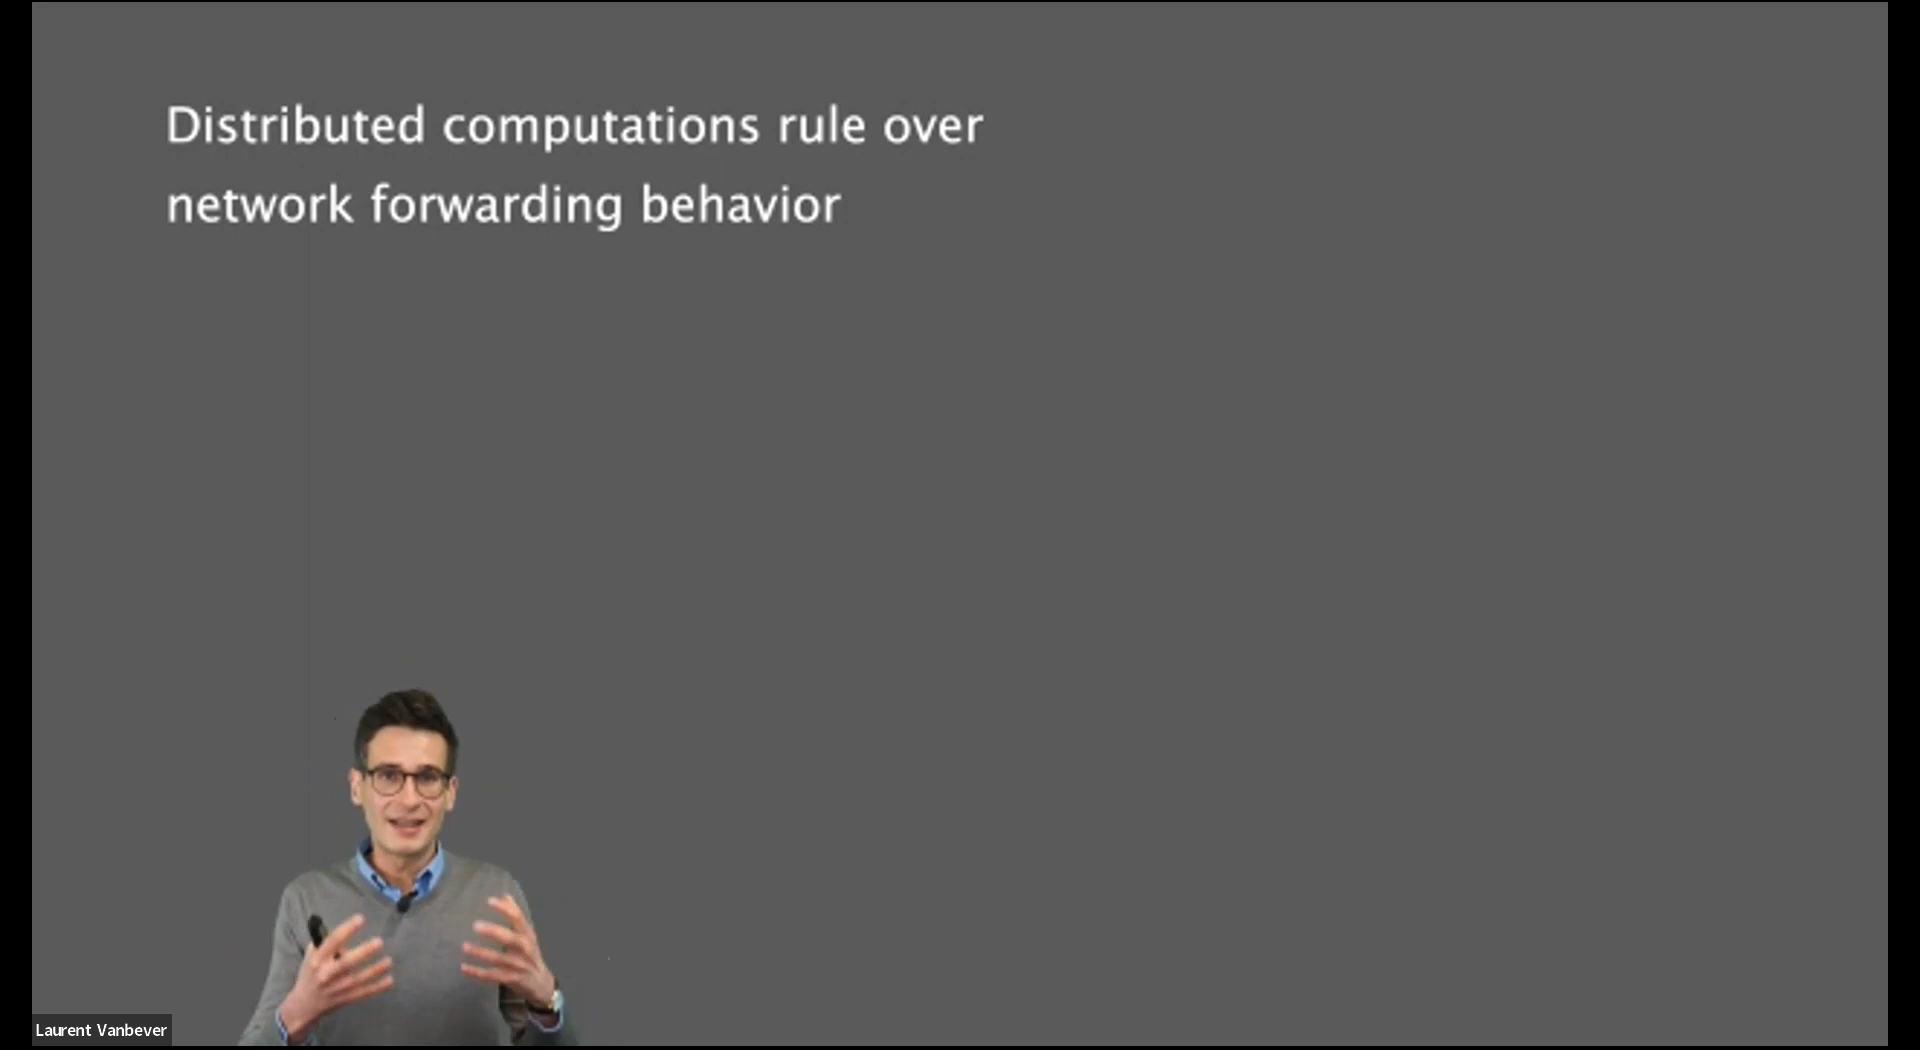 Distributed computations rule over
network forwarding behavior
Laurent Vanbever